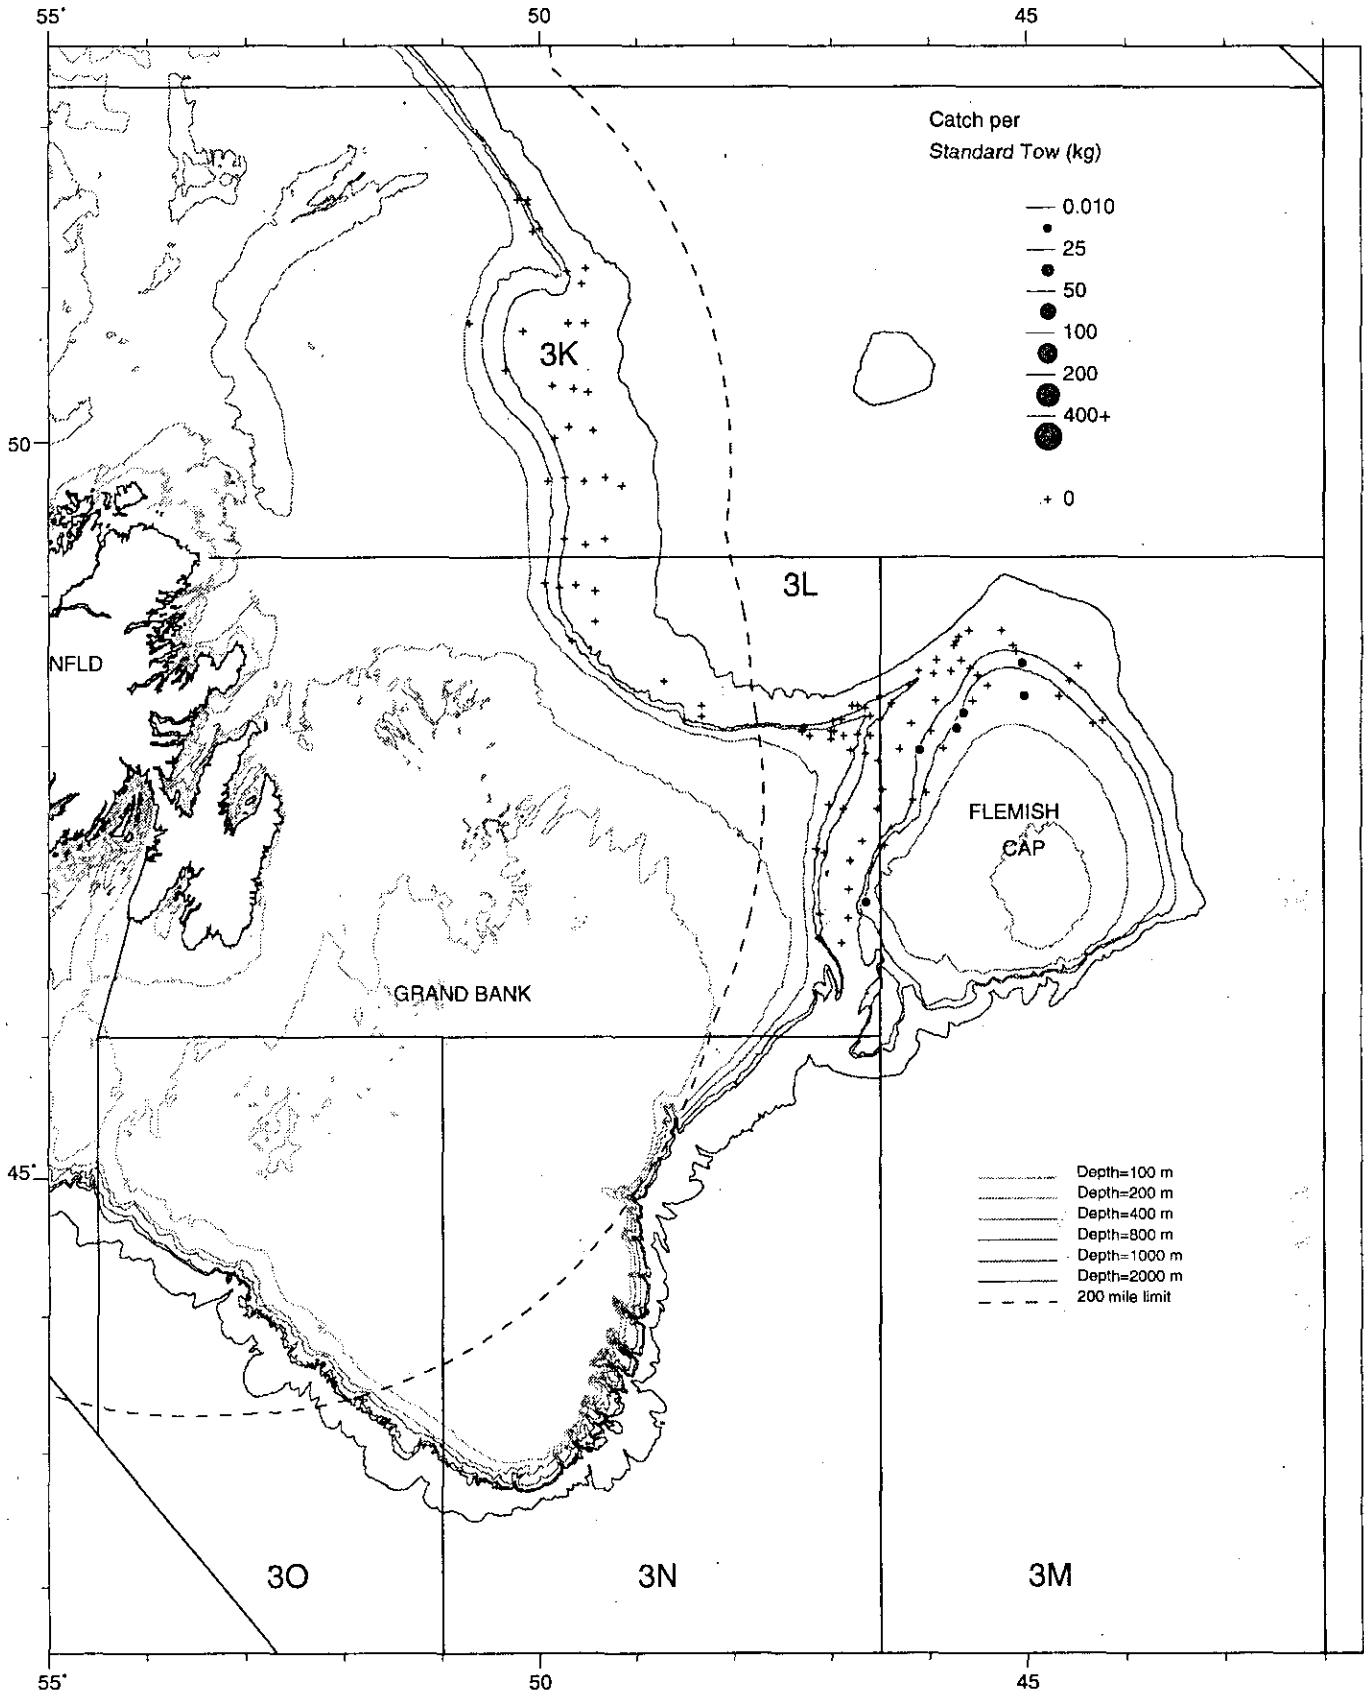 55°
50
45
Catch per
Standard Tow (kg)
0.010
25
50
100
200
400+
+ 0
3K
50
3L
NFLD
FLEMISH
CAP
GRAND BANK
45°
Depth=100 m
Depth=200 m
Depth=400 m
Depth=800 m
Depth=1000 m
Depth=2000 m
200 mile limit
3O
3N
3M
55°
50
45